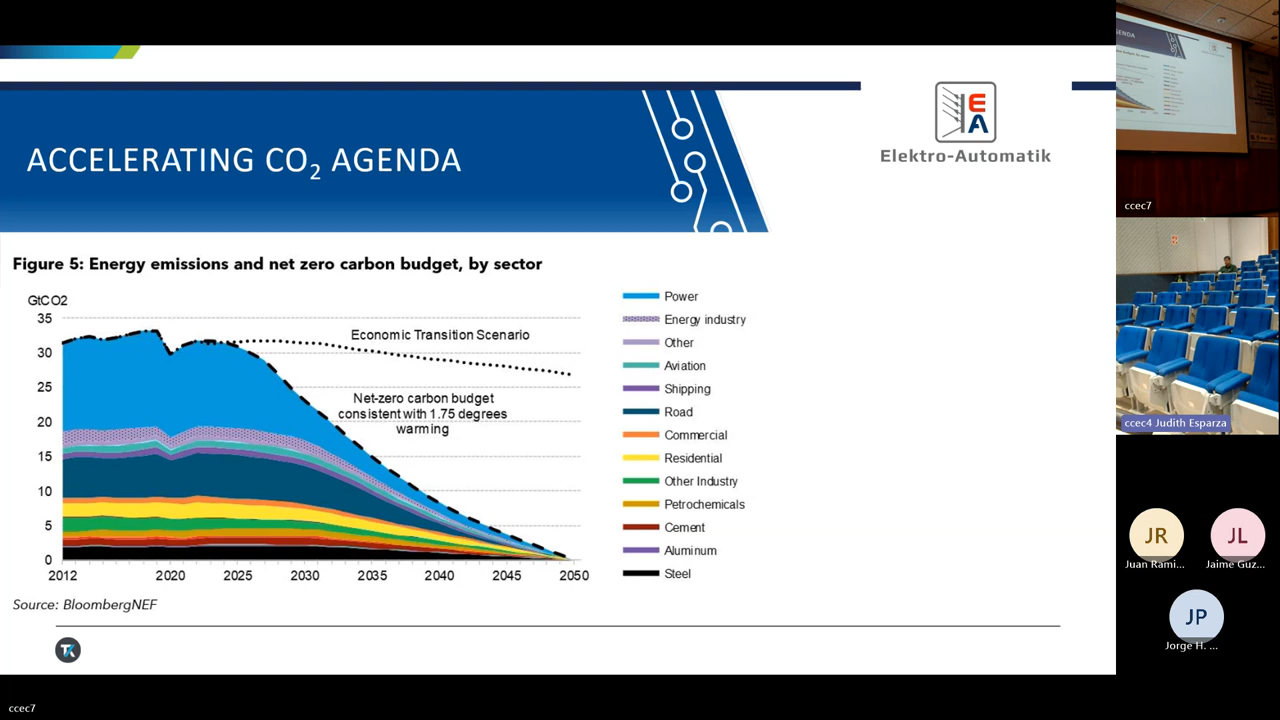 ACCELERATING CO2 AGENDA
EA
Elektro-Automatik
Figure 5: Energy emissions and net zero carbon budget, by sector
GtCO2
35
30
25
20
15
10
5
0
2012
2020
2025
2030
2035
2040
2045
2050
Economic Transition Scenario
Net-zero carbon budget
consistent with 1.75 degrees
warming
Power
Energy industry
Other
Aviation
Shipping
Road
Commercial
Residential
Other Industry
Petrochemicals
Cement
Aluminum
Steel
Source: BloombergNEF
ccec7
ENDA
ccec7
ccec4 Judith Esparza
JR
Juan Rami...
JL
Jaime Guz...
JP
Jorge H. ...